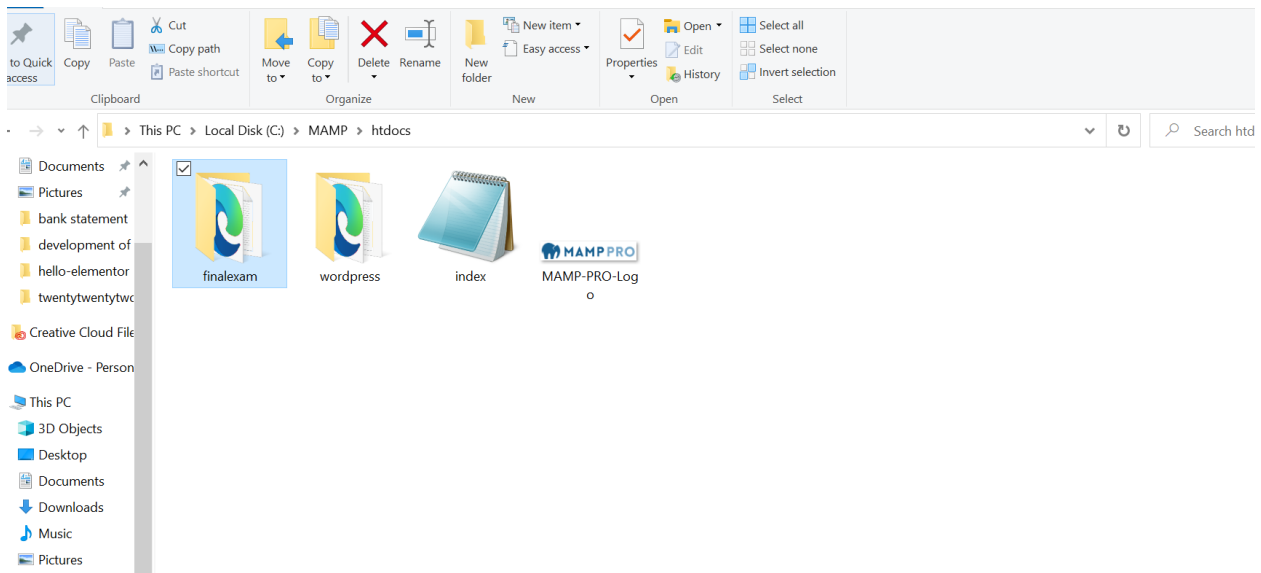 to Quick
access
Copy
Paste
Cut
Copy path
Paste shortcut
Clipboard
Move
to
Copy
to
Delete
Rename
Organize
New
folder
New item
Easy access
New
Properties
Open
Edit
History
Open
Select all
Select none
Invert selection
Select
This PC > Local Disk (C:) > MAMP > htdocs
Search htd
Documents
Pictures
bank statement
development of
hello-elementor
twentytwentytwo
Creative Cloud File
OneDrive - Person
This PC
3D Objects
Desktop
Documents
Downloads
Music
Pictures
finalexam
wordpress
index
MAMP PRO
MAMP-PRO-Log
o